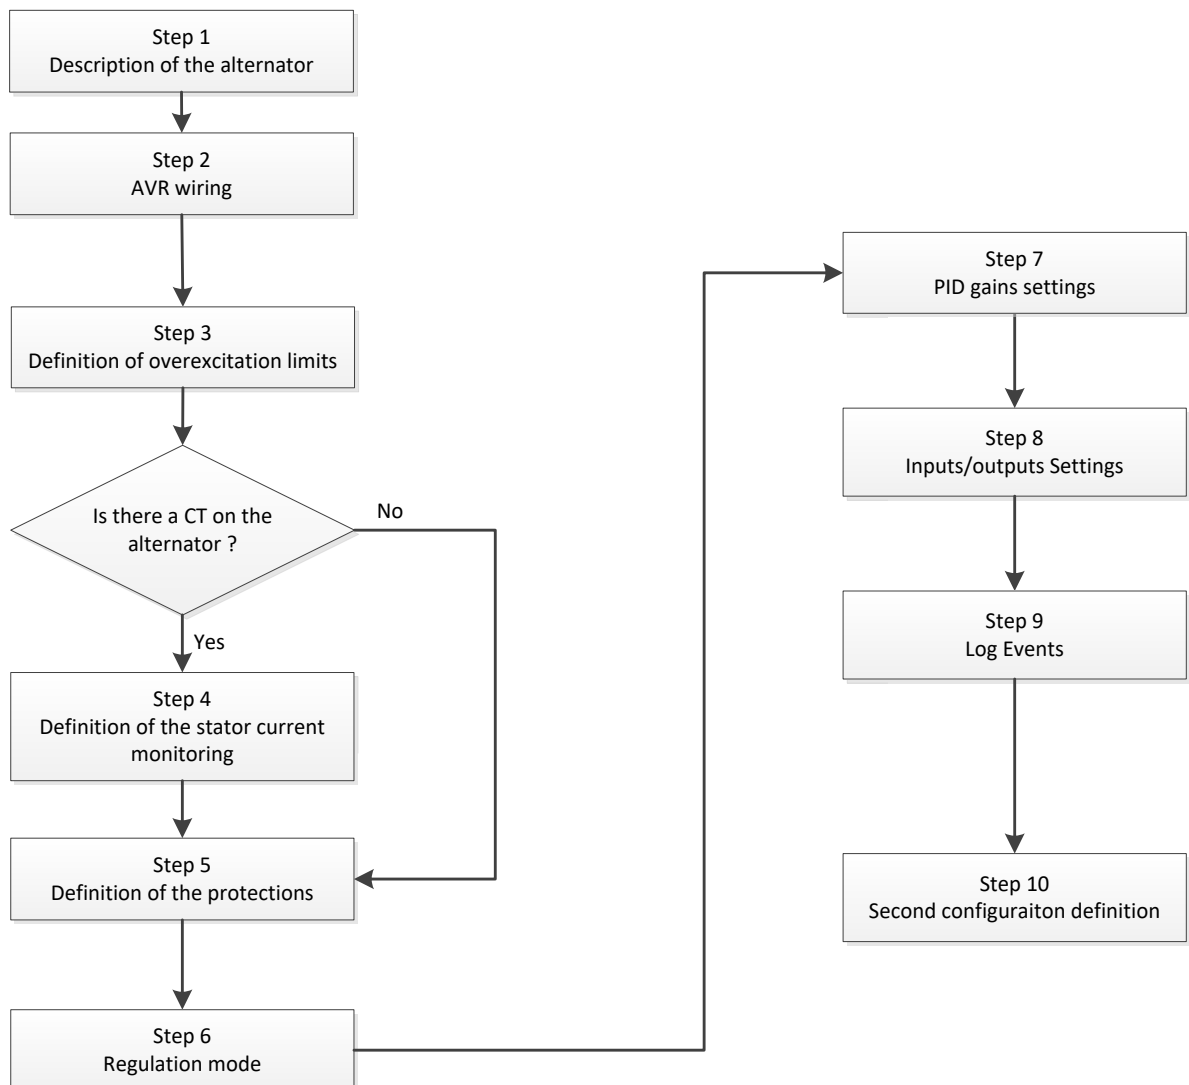 Step 1
Description of the alternator
Step 2
AVR wiring
Step 3
Definition of overexcitation limits
Is there a CT on the
alternator ?
No
Yes
Step 4
Definition of the stator current
monitoring
Step 5
Definition of the protections
Step 6
Regulation mode
Step 7
PID gains settings
Step 8
Inputs/outputs Settings
Step 9
Log Events
Step 10
Second configuraiton definition